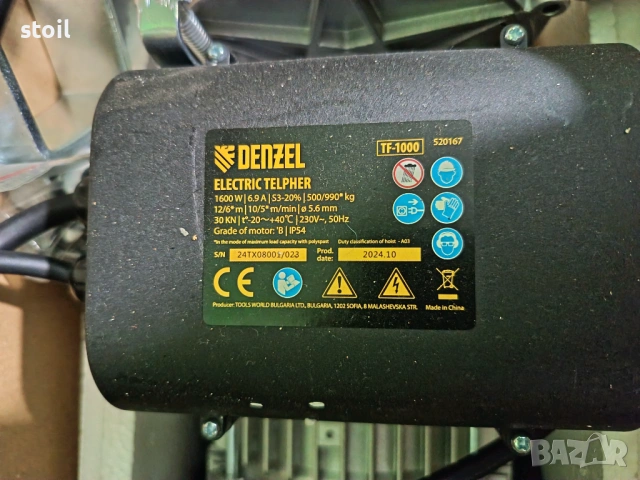 stoil
DENZEL
TF-1000 520167
ELECTRIC TELPHER
1600 W | 6.9 A | S3-20% | 500/990* kg
12/6* m | 10/5* m/min | ø 5.6 mm
30 KN | t°-20~+40°C | 230V~, 50Hz
Grade of motor: 'B | IP54
*In the mode of maximum load capacity with polyspart Duty classification of hoist - A03
S/N Prod. date: 2024.10
CE
Producer: TOOLS WORLD BULGARIA LTD., BULGARIA, 1202 SOFIA, 8 MALASHEVSKA STR. Made in China
BAZAR